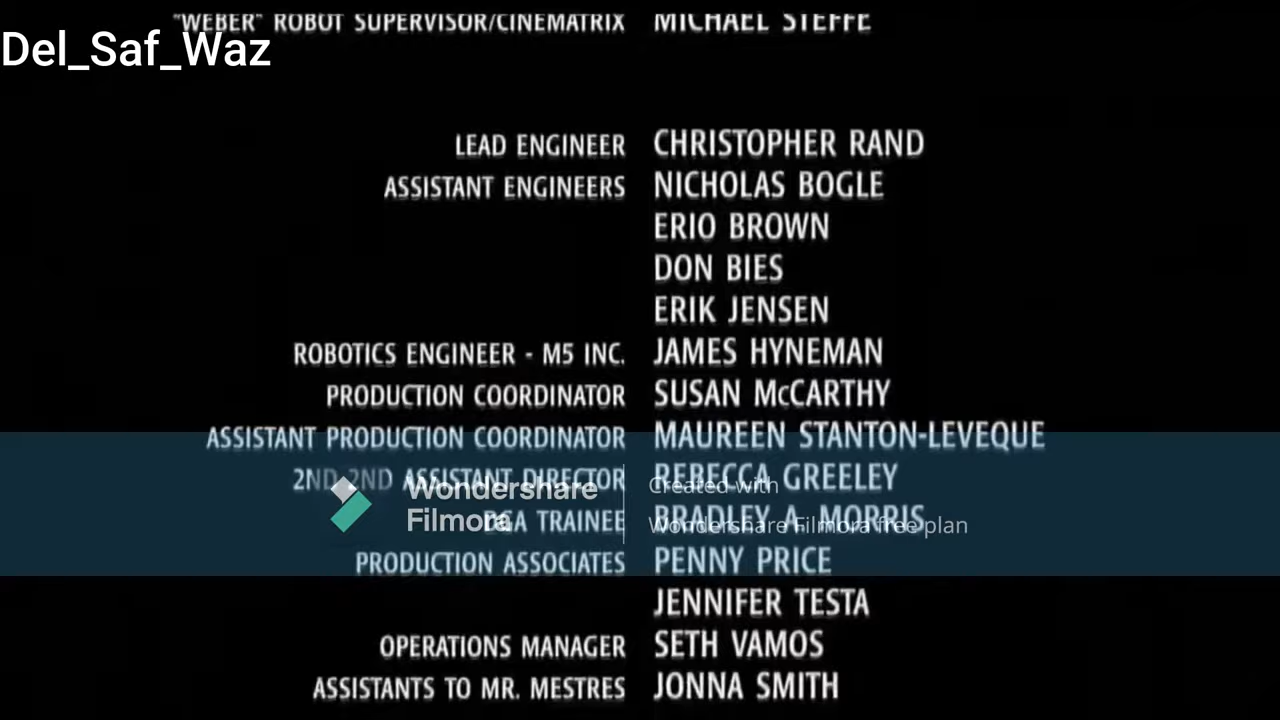 "WEBER" ROBOT SUPERVISOR/CINEMATRIX MICHAEL STEFFE
Del_Saf_Waz
LEAD ENGINEER CHRISTOPHER RAND
ASSISTANT ENGINEERS NICHOLAS BOGLE
ERIO BROWN
DON BIES
ERIK JENSEN
ROBOTICS ENGINEER - M5 INC. JAMES HYNEMAN
PRODUCTION COORDINATOR SUSAN McCARTHY
ASSISTANT PRODUCTION COORDINATOR MAUREEN STANTON-LEVEQUE
2ND 2ND ASSISTANT DIRECTOR REBECCA GREELEY
Wondershare Created with
Filmora Wondershare Filmora free plan
DGA TRAINEE BRADLEY A. MORRIS
PRODUCTION ASSOCIATES PENNY PRICE
JENNIFER TESTA
OPERATIONS MANAGER SETH VAMOS
ASSISTANTS TO MR. MESTRES JONNA SMITH